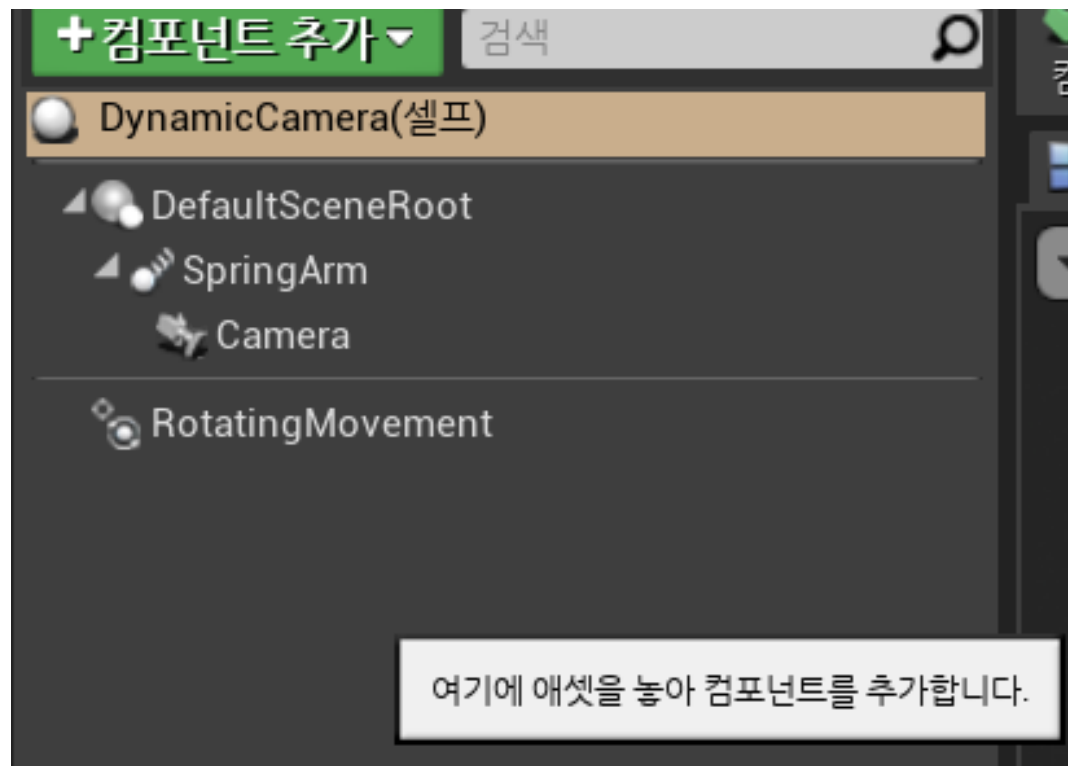 +컴포넌트 추가
검색
DynamicCamera(셀프)
DefaultSceneRoot
SpringArm
Camera
RotatingMovement
여기에 애셋을 놓아 컴포넌트를 추가합니다.